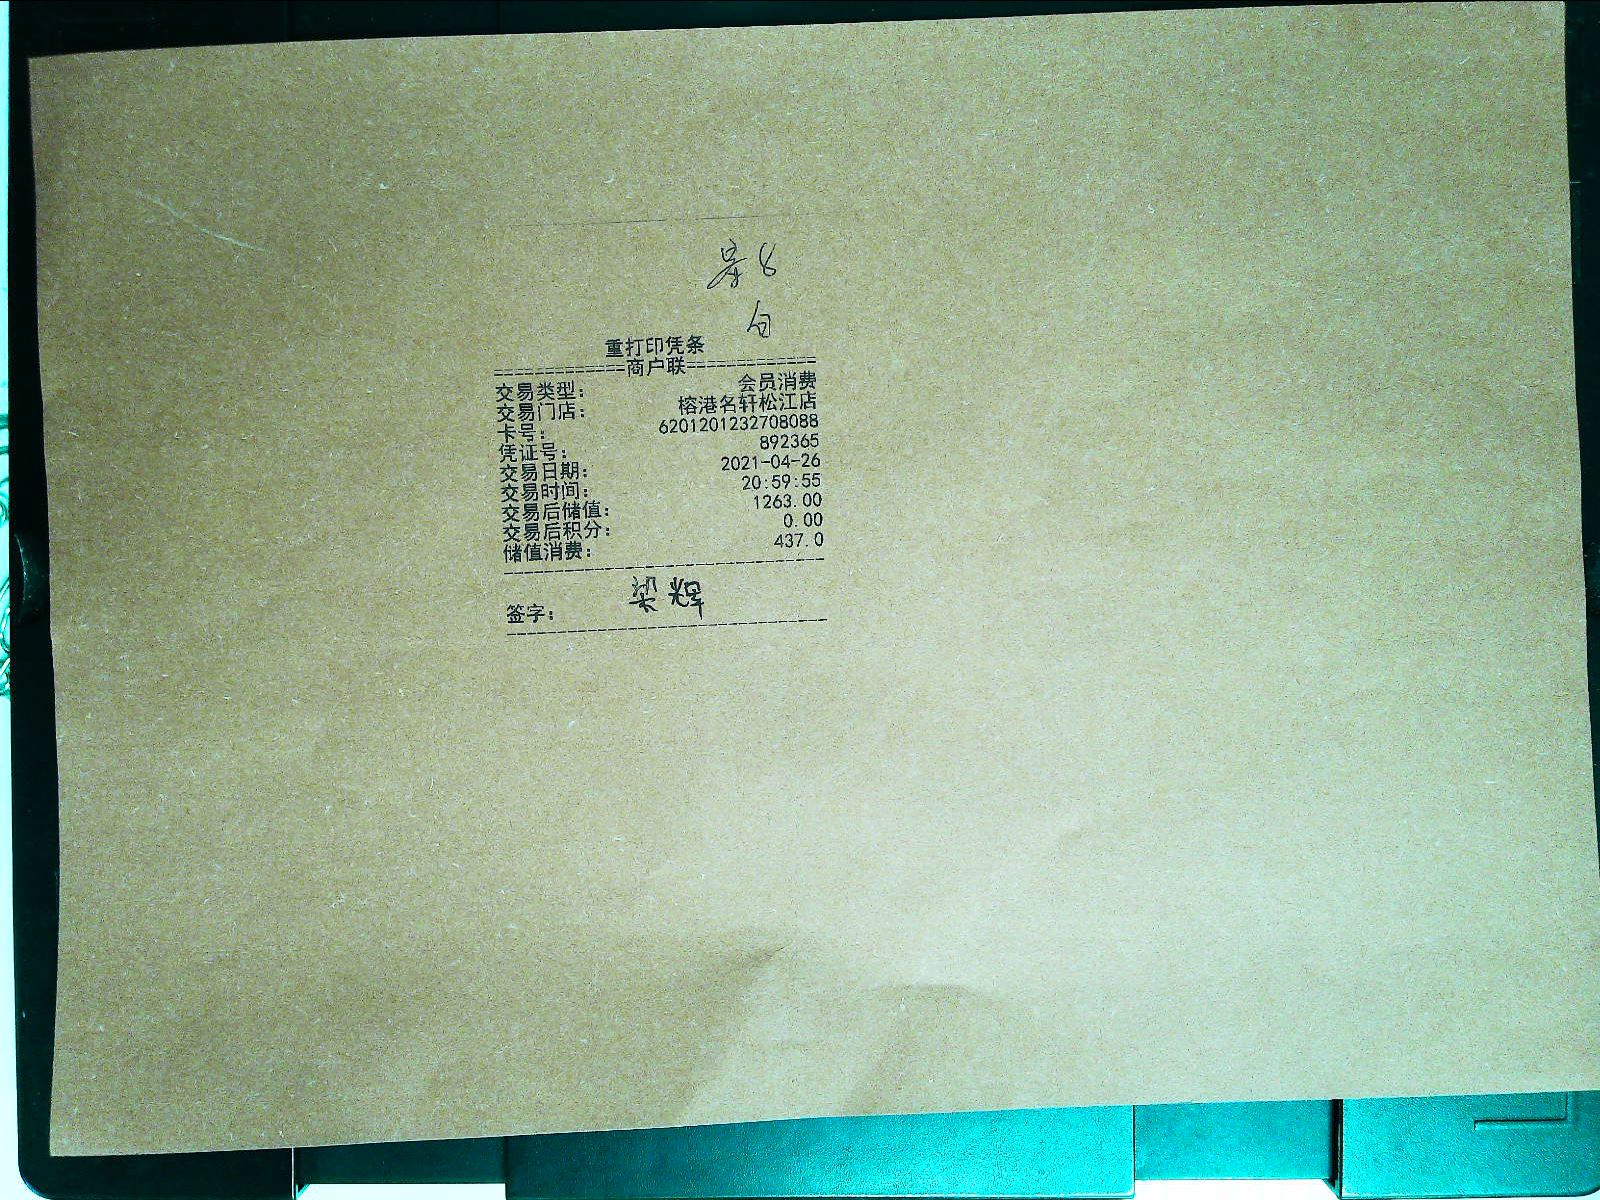 重打印凭条
=============商户联=============
交易类型： 会员消费
交易门店： 榕港名轩松江店
卡号： 6201201232708088
凭证号： 892365
交易日期： 2021-04-26
交易时间： 20:59:55
交易后储值： 1263.00
交易后积分： 0.00
储值消费： 437.0
签字： 梁辉